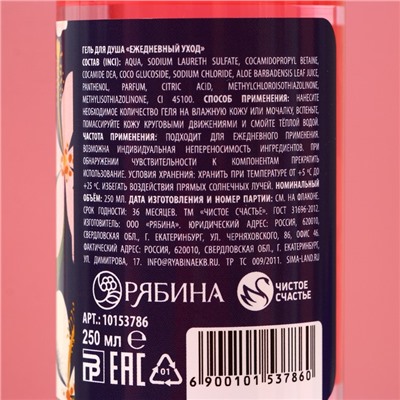 ГЕЛЬ ДЛЯ ДУША «ЕЖЕДНЕВНЫЙ УХОД»
СОСТАВ (INCI): AQUA, SODIUM LAURETH SULFATE, COCAMIDOPROPYL BETANE,
COCAMIDE DEA, COCO GLUCOSIDE, SODIUM CHLORIDE, ALOE BARBADENSIS LEAF JUICE,
PANTHENOL, PARFUM, CITRIC ACID, METHYLCHLOROISOTHIAZOLINONE,
METHYLISOTHIAZOLINONE, CI 45100. СПОСОБ ПРИМЕНЕНИЯ: НАНЕСИТЕ
НЕОБХОДИМОЕ КОЛИЧЕСТВО ГЕЛЯ НА ВЛАЖНУЮ КОЖУ ИЛИ МОЧАЛКУ, ВСПЕНЬТЕ,
ПОМАССИРУЙТЕ КОЖУ КРУГОВЫМИ ДВИЖЕНИЯМИ И СМОЙТЕ ТЁПЛОЙ ВОДОЙ.
ЧАСТОТА ПРИМЕНЕНИЯ: ПОДХОДИТ ДЛЯ ЕЖЕДНЕВНОГО ПРИМЕНЕНИЯ.
ВОЗМОЖНА ИНДИВИДУАЛЬНАЯ НЕПЕРЕНОСИМОСТЬ ИНГРЕДИЕНТОВ. ПРИ
ОБНАРУЖЕНИИ ЧУВСТВИТЕЛЬНОСТИ К КОМПОНЕНТАМ ПРЕКРАТИТЬ
ИСПОЛЬЗОВАНИЕ. УСЛОВИЯ ХРАНЕНИЯ: ХРАНИТЬ ПРИ ТЕМПЕРАТУРЕ ОТ +5 °C ДО
+25 °C. ИЗБЕГАТЬ ВОЗДЕЙСТВИЯ ПРЯМЫХ СОЛНЕЧНЫХ ЛУЧЕЙ. НОМИНАЛЬНЫЙ
ОБЪЁМ: 250 МЛ. ДАТА ИЗГОТОВЛЕНИЯ И НОМЕР ПАРТИИ: СМ. НА ФЛАКОНЕ.
СРОК ГОДНОСТИ: 36 МЕСЯЦЕВ. ТМ «ЧИСТОЕ СЧАСТЬЕ». ГОСТ 31696-2012.
ИЗГОТОВИТЕЛЬ: ООО «РЯБИНА», ЮРИДИЧЕСКИЙ АДРЕС: РОССИЯ,
СВЕРДЛОВСКАЯ ОБЛ., Г. ЕКАТЕРИНБУРГ, УЛ. ЧЕРНЯХОВСКОГО, 86, ОФИС 46.
ФАКТИЧЕСКИЙ АДРЕС: РОССИЯ, СВЕРДЛОВСКАЯ ОБЛ., Г. ЕКАТЕРИНБУРГ,
УЛ. ДИМИТРОВА, 17. INFO@RYABINAEKB.RU, SIMA-LAND.RU
РЯБИНА
ЧИСТОЕ
СЧАСТЬЕ
АРТ.: 10153786
250 МЛ e
EAC
01
6 900101 537860